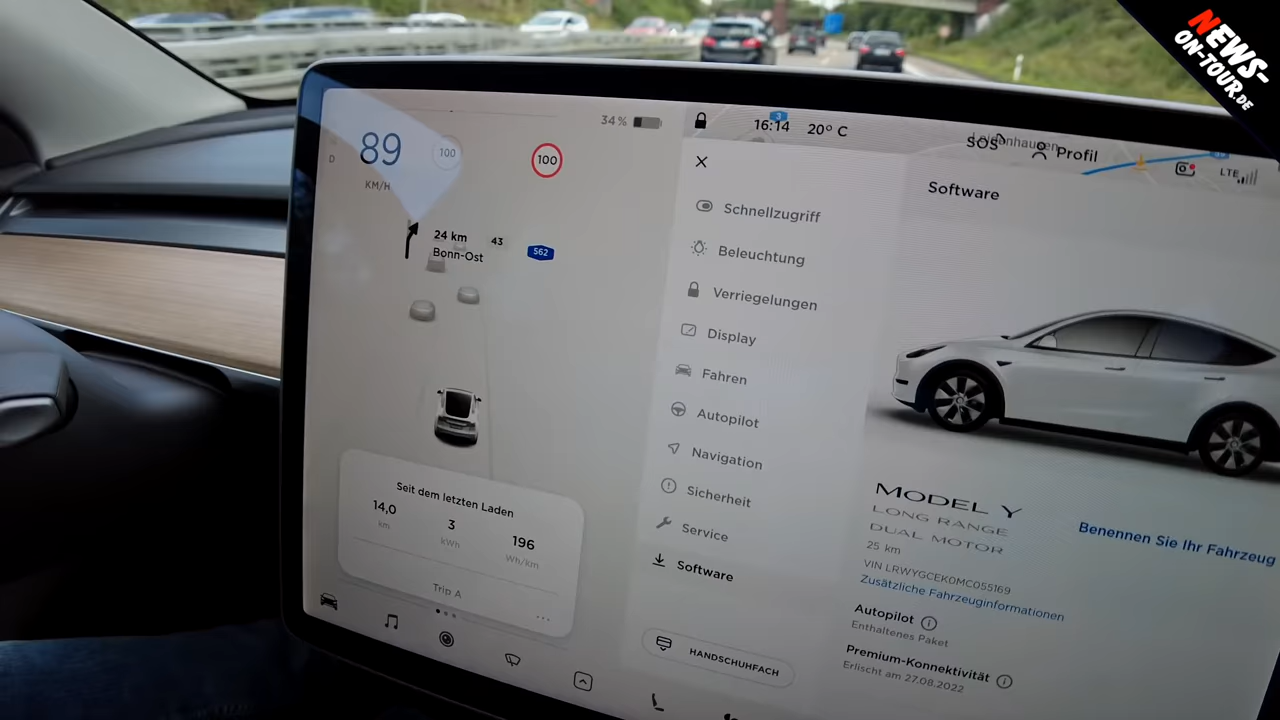 NEWS-
ON-TOUR.DE
34 %
16:14
3
20° C
SOS
Profil
LTE
D
89
KM/H
100
100
24 km
43
Bonn-Ost
562
Schnellzugriff
Beleuchtung
Verriegelungen
Display
Fahren
Autopilot
Navigation
Sicherheit
Service
Software
HANDSCHUHFACH
Seit dem letzten Laden
14,0
km
3
kWh
196
Wh/km
Trip A
Software
MODEL Y
LONG RANGE
DUAL MOTOR
Benennen Sie Ihr Fahrzeug
25 km
VIN LRWYGCEK0MC055169
Zusätzliche Fahrzeuginformationen
Autopilot
Enthaltenes Paket
Premium-Konnektivität
Erlischt am 27.08.2022